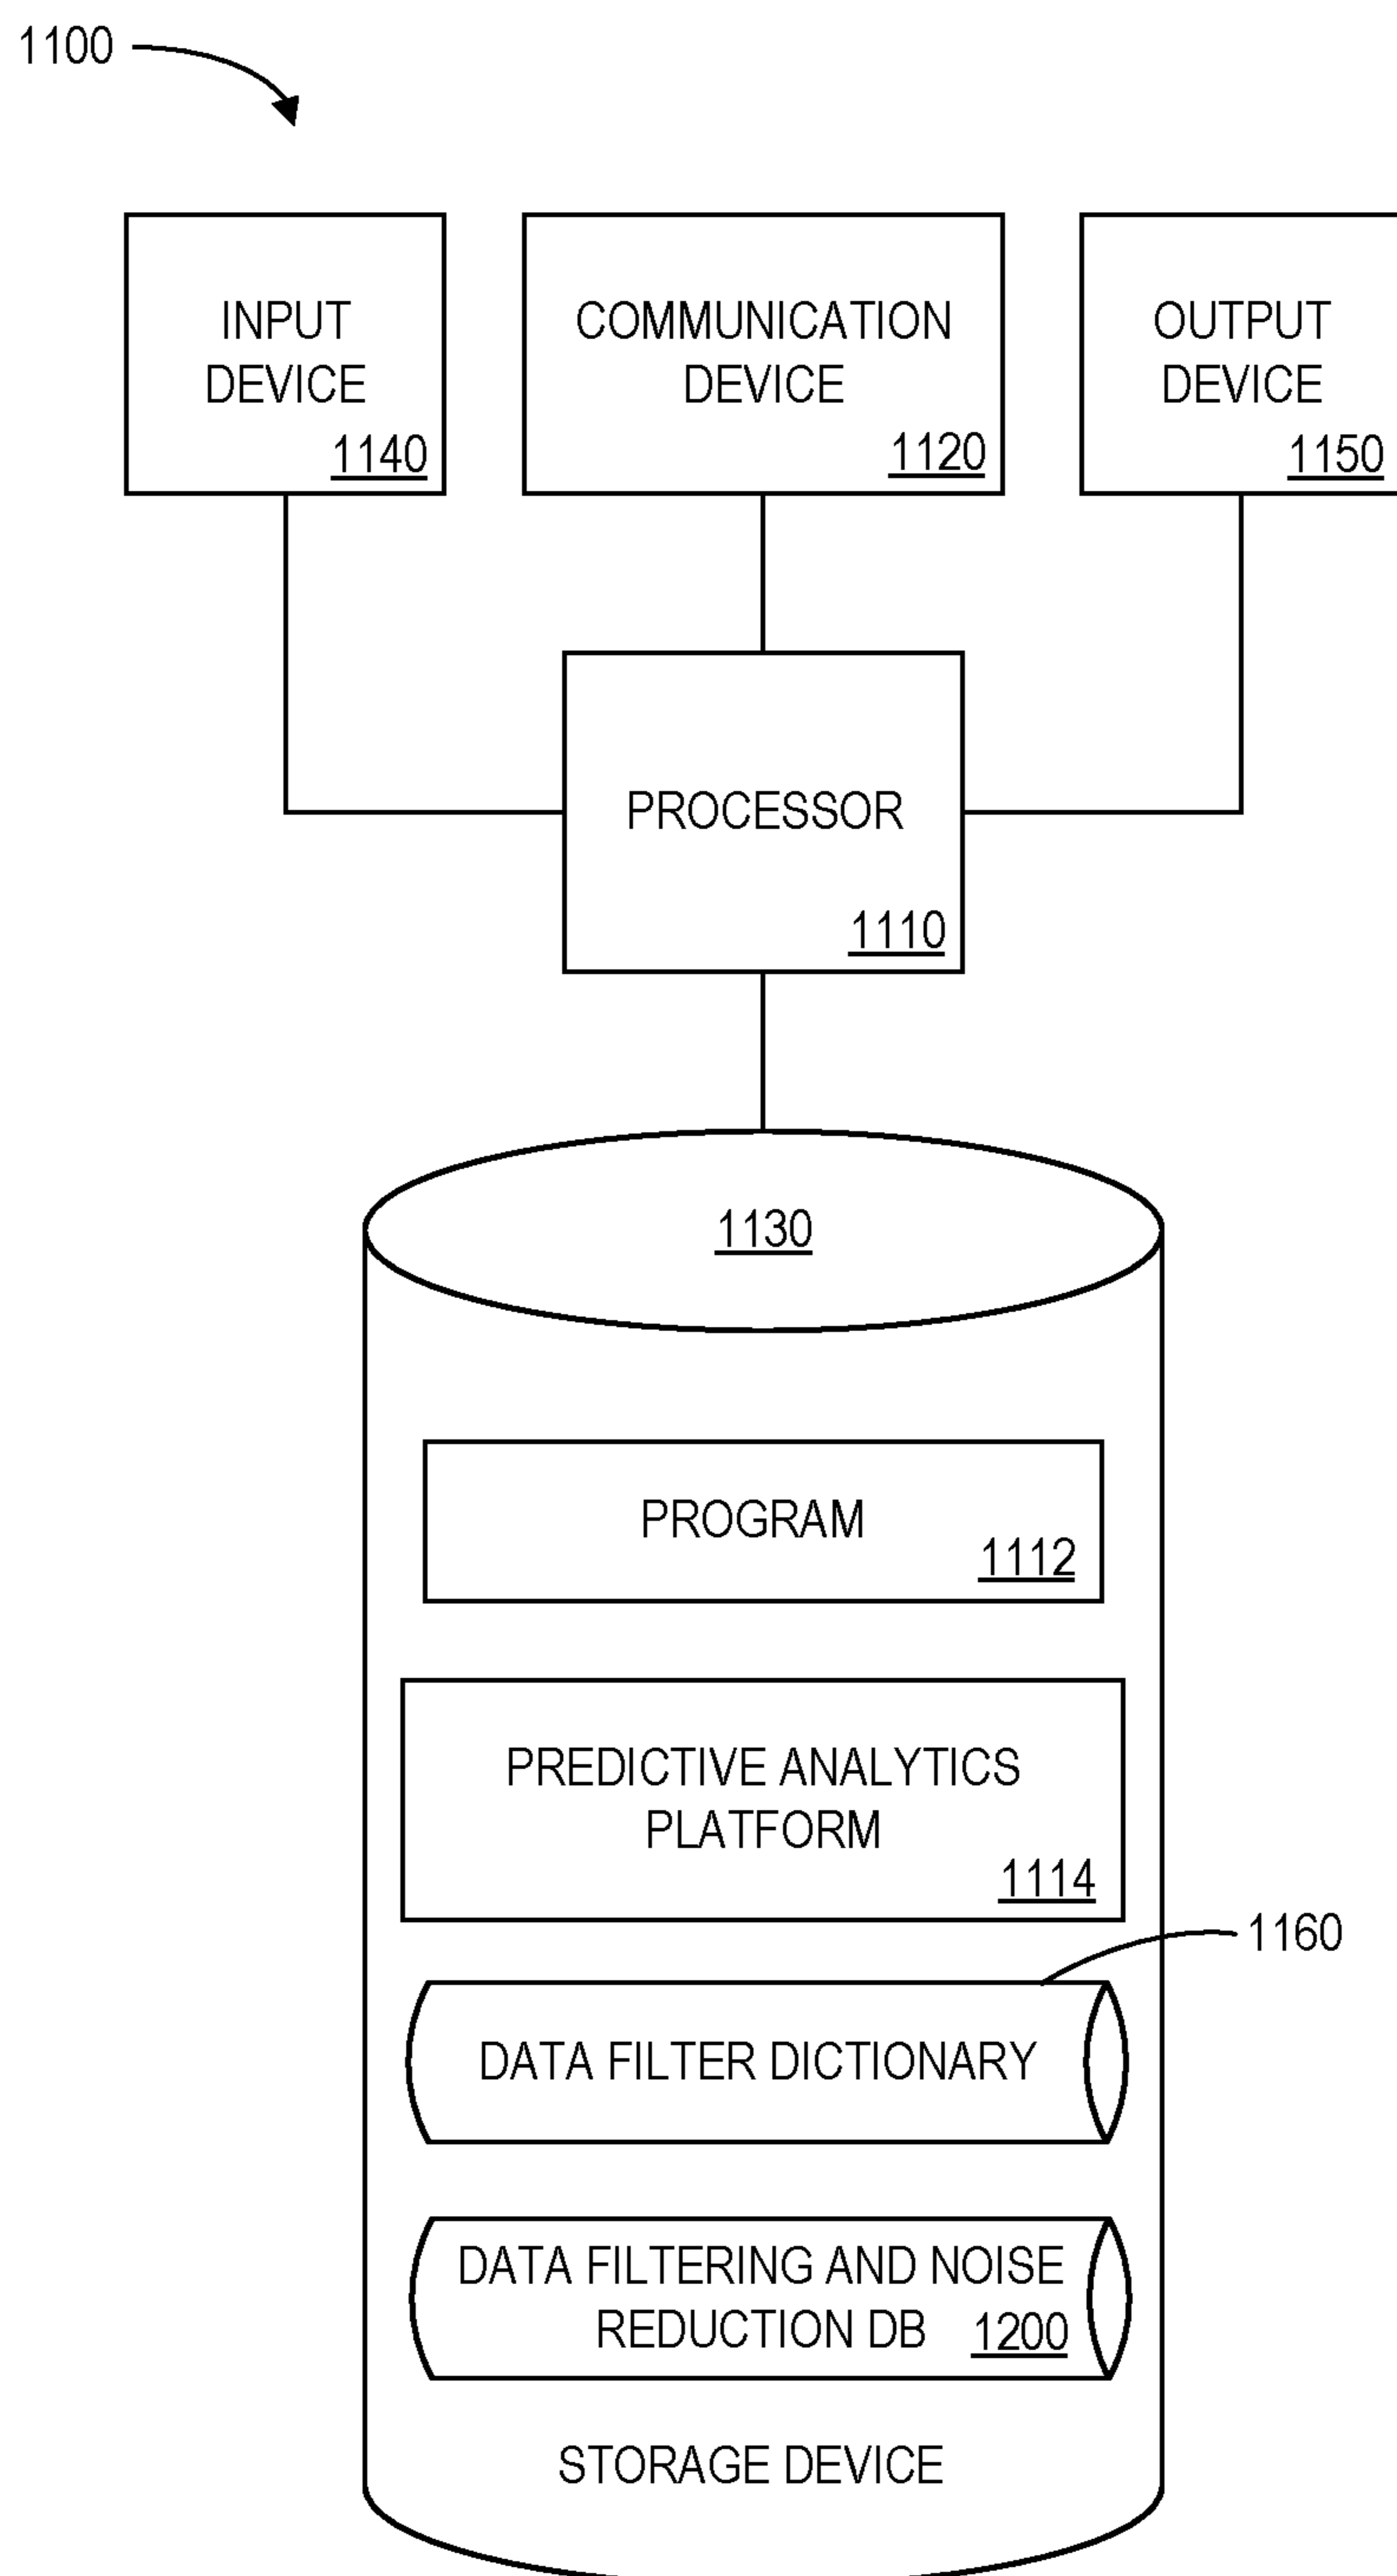 1100
INPUT
DEVICE
1140
COMMUNICATION
DEVICE
1120
OUTPUT
DEVICE
1150
PROCESSOR
1110
1130
PROGRAM
1112
PREDICTIVE ANALYTICS
PLATFORM
1114
1160
DATA FILTER DICTIONARY
DATA FILTERING AND NOISE
REDUCTION DB 1200
STORAGE DEVICE